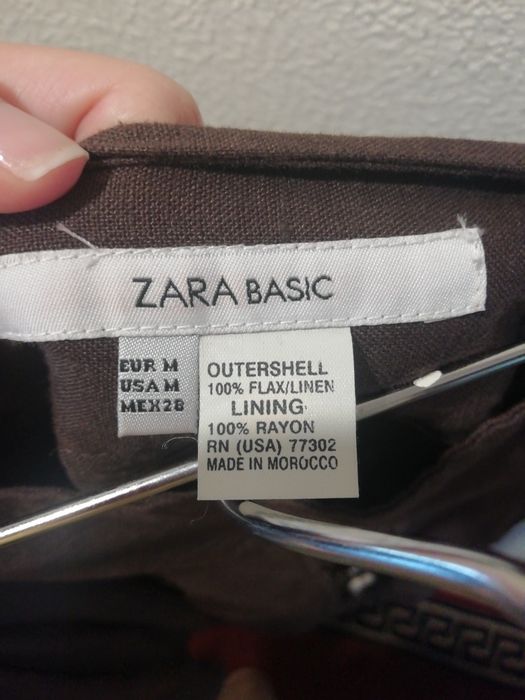 ZARA BASIC
EUR M
USA M
MEX 28
OUTERSHELL
100% FLAX/LINEN
LINING
100% RAYON
RN (USA) 77302
MADE IN MOROCCO